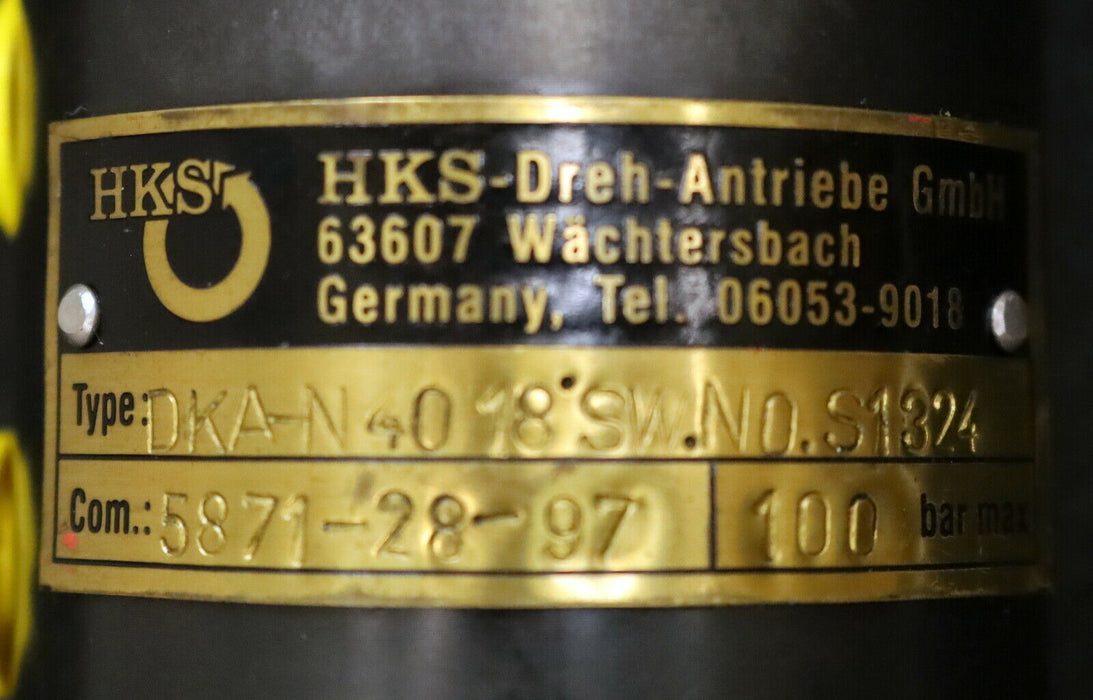 HKS
HKS-Dreh-Antriebe GmbH
63607 Wächtersbach
Germany, Tel. 06053-9018
Type: DKA-N 40 18° SW.NO.S1324
Com.: 5871-28-97 100 bar max